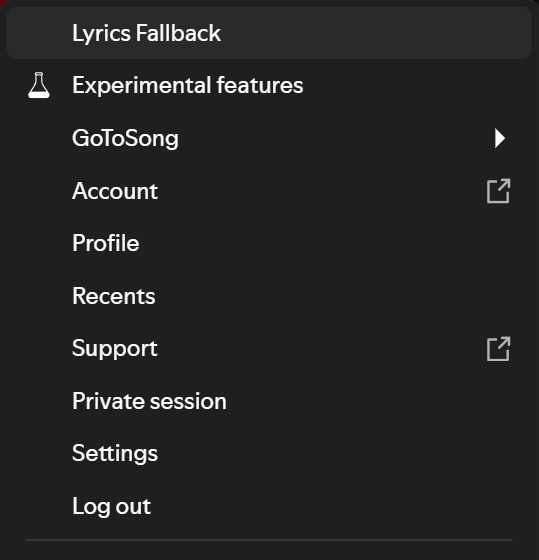 Lyrics Fallback
Experimental features
GoToSong
Account
Profile
Recents
Support
Private session
Settings
Log out